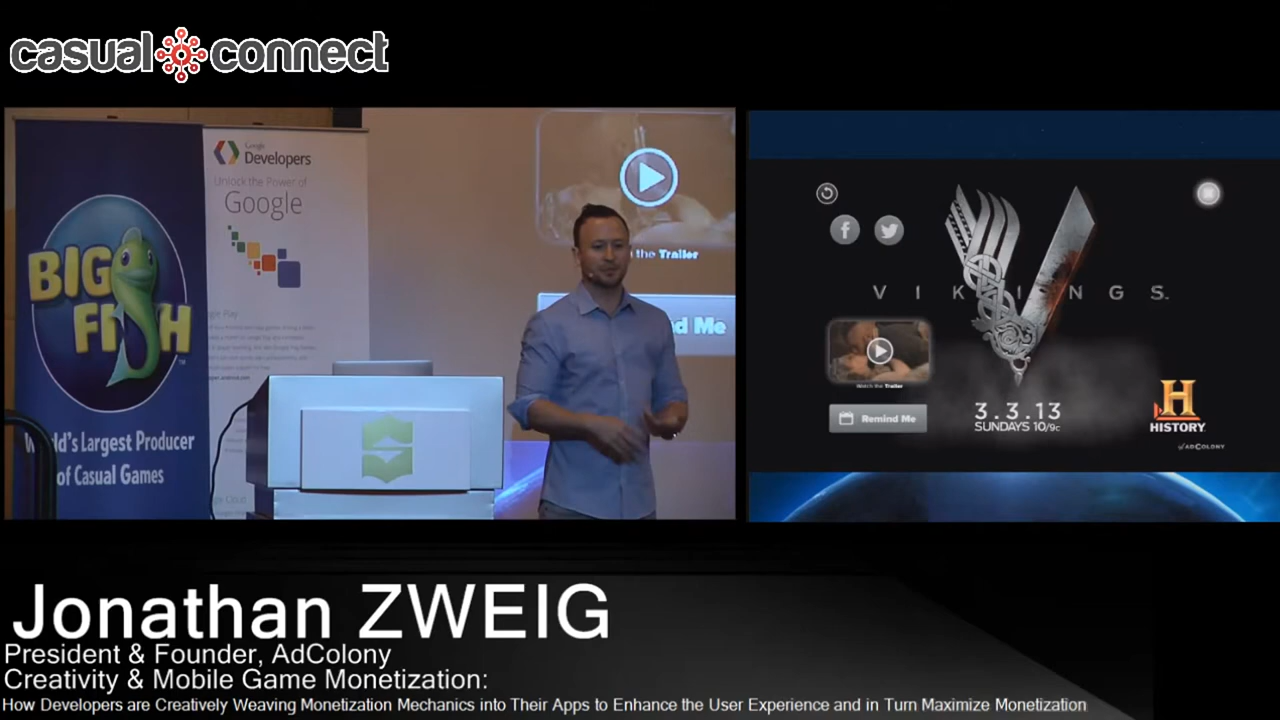 casual connect
Google
Developers
Unlock the Power of
Google
BIG
FISH
World's Largest Producer
of Casual Games
the Trailer
d Me
VIKINGS
Watch the Trailer
Remind Me
3.3.13
SUNDAYS 10/9c
H
HISTORY
by ADCOLONY
Jonathan ZWEIG
President & Founder, AdColony
Creativity & Mobile Game Monetization:
How Developers are Creatively Weaving Monetization Mechanics into Their Apps to Enhance the User Experience and in Turn Maximize Monetization